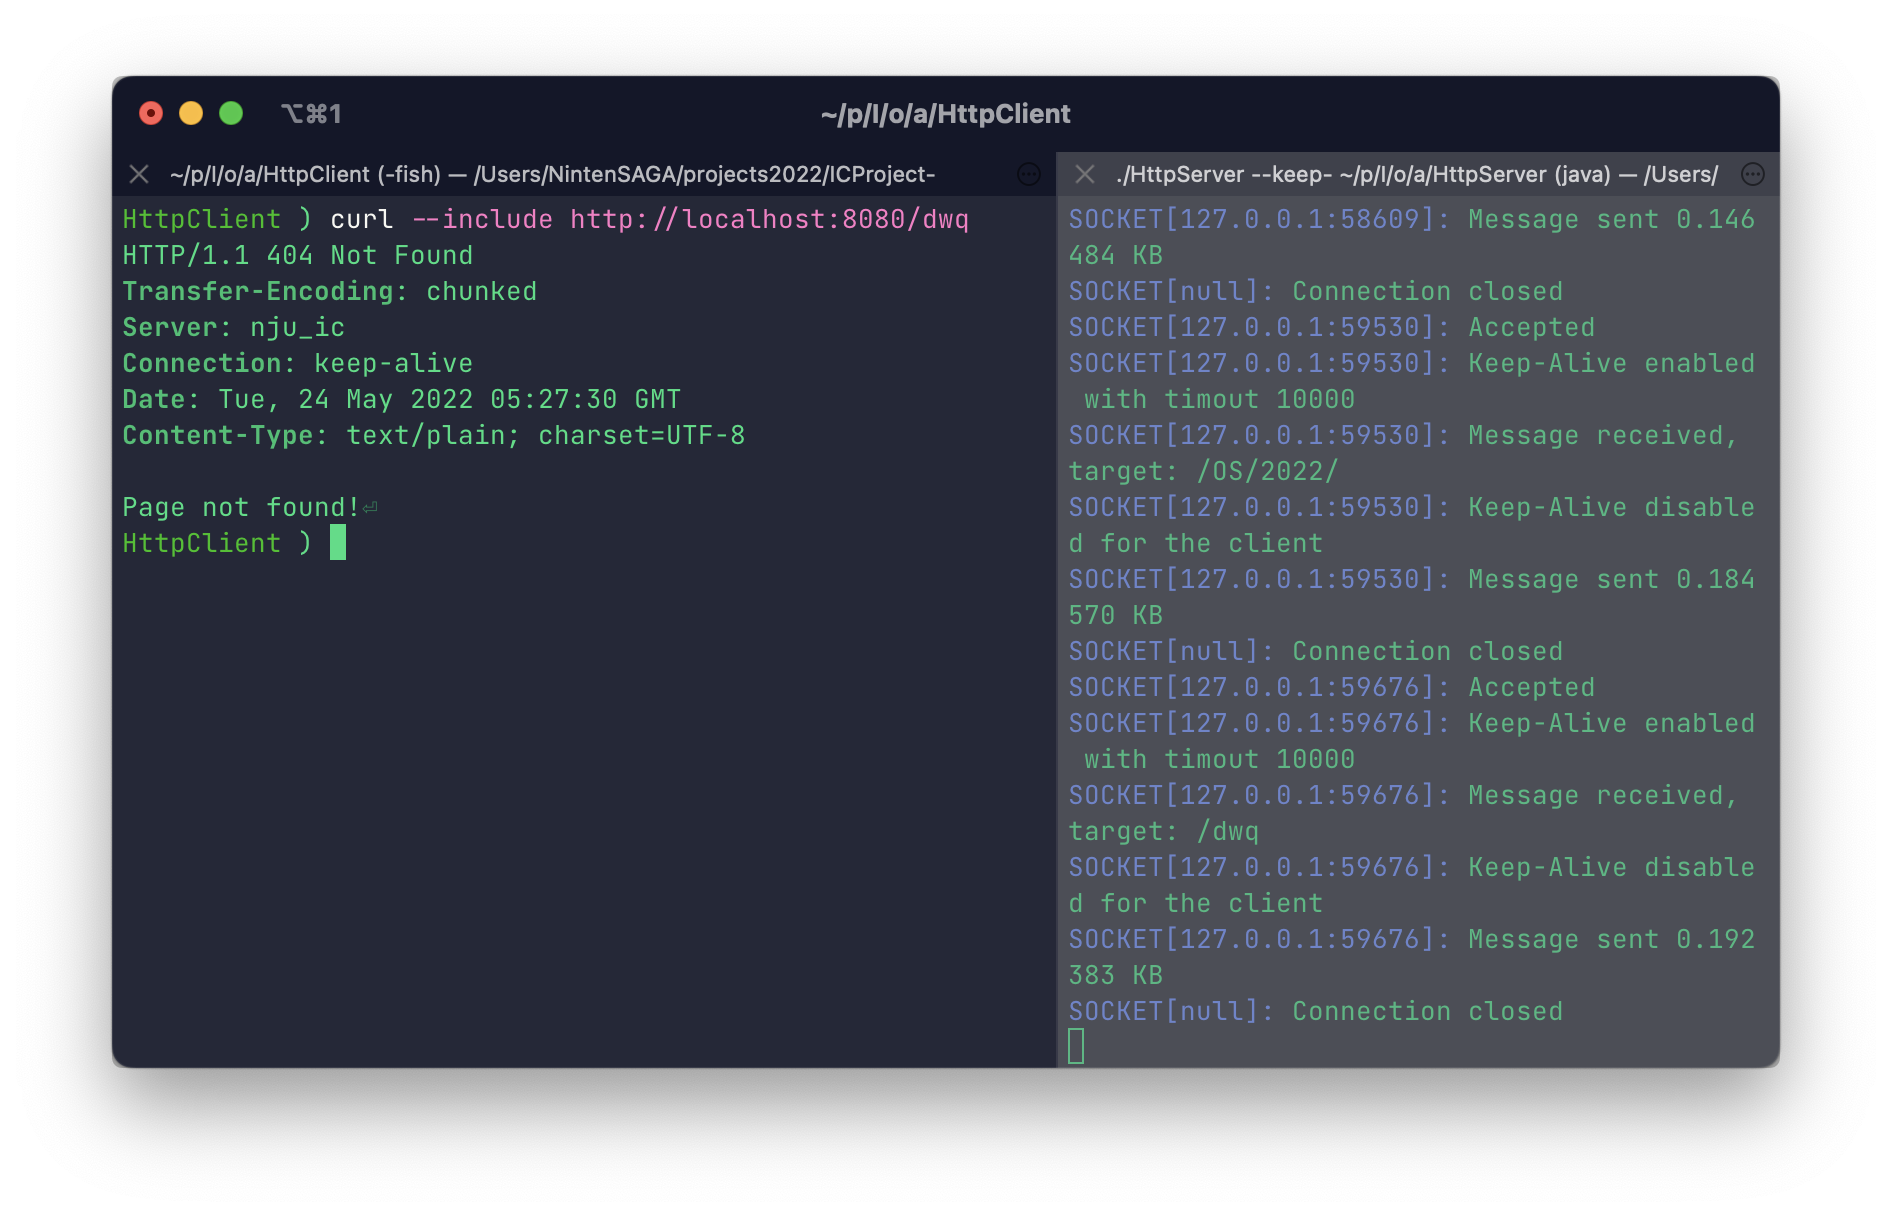 ⌥⌘1
~/p/I/o/a/HttpClient
~/p/I/o/a/HttpClient (-fish) — /Users/NintenSAGA/projects2022/ICProject-
HttpClient ) curl --include http://localhost:8080/dwq
HTTP/1.1 404 Not Found
Transfer-Encoding: chunked
Server: nju_ic
Connection: keep-alive
Date: Tue, 24 May 2022 05:27:30 GMT
Content-Type: text/plain; charset=UTF-8
Page not found!⏎
HttpClient )
./HttpServer --keep- ~/p/I/o/a/HttpServer (java) — /Users/
SOCKET[127.0.0.1:58609]: Message sent 0.146
484 KB
SOCKET[null]: Connection closed
SOCKET[127.0.0.1:59530]: Accepted
SOCKET[127.0.0.1:59530]: Keep-Alive enabled
with timout 10000
SOCKET[127.0.0.1:59530]: Message received,
target: /OS/2022/
SOCKET[127.0.0.1:59530]: Keep-Alive disable
d for the client
SOCKET[127.0.0.1:59530]: Message sent 0.184
570 KB
SOCKET[null]: Connection closed
SOCKET[127.0.0.1:59676]: Accepted
SOCKET[127.0.0.1:59676]: Keep-Alive enabled
with timout 10000
SOCKET[127.0.0.1:59676]: Message received,
target: /dwq
SOCKET[127.0.0.1:59676]: Keep-Alive disable
d for the client
SOCKET[127.0.0.1:59676]: Message sent 0.192
383 KB
SOCKET[null]: Connection closed